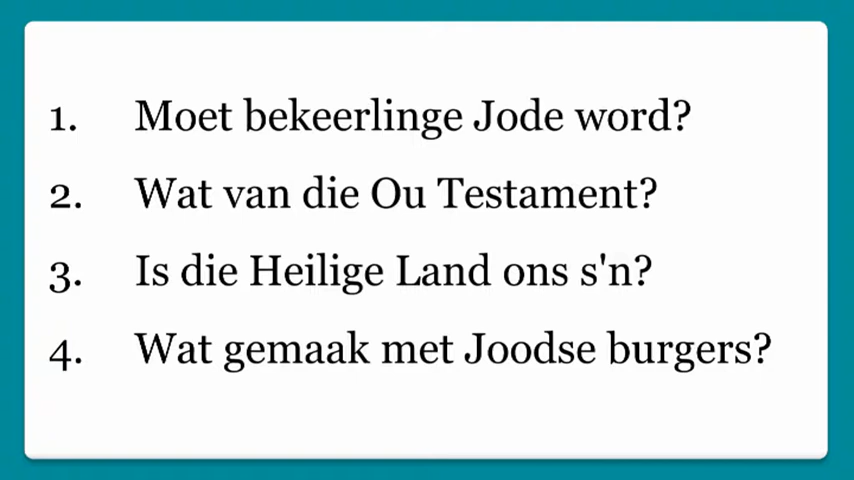 1. Moet bekeerlinge Jode word?
2. Wat van die Ou Testament?
3. Is die Heilige Land ons s'n?
4. Wat gemaak met Joodse burgers?